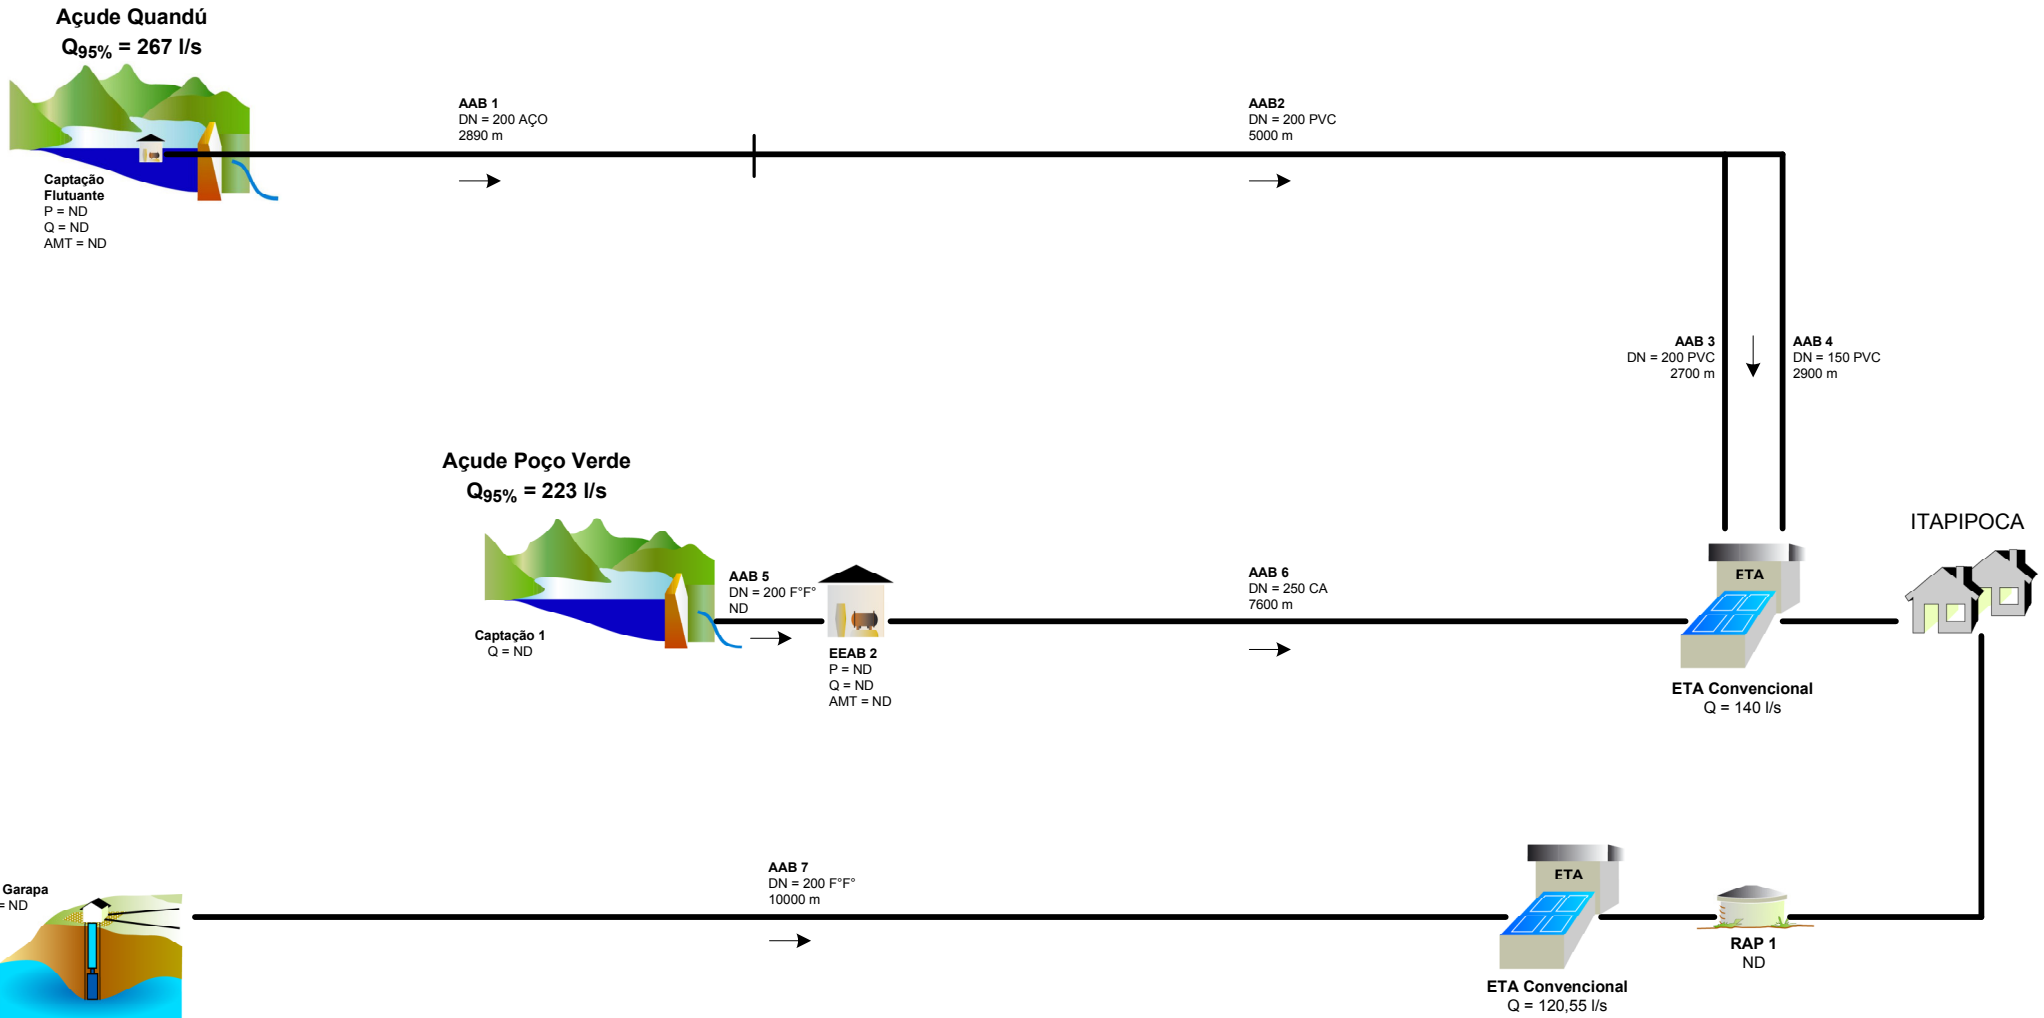 Açude Quandú
Q95% = 267 l/s
Captação
Flutuante
P = ND
Q = ND
AMT = ND
AAB 1
DN = 200 AÇO
2890 m
AAB2
DN = 200 PVC
5000 m
AAB 3
DN = 200 PVC
2700 m
AAB 4
DN = 150 PVC
2900 m
Açude Poço Verde
Q95% = 223 l/s
Captação 1
Q = ND
AAB 5
DN = 200 F°F°
ND
EEAB 2
P = ND
Q = ND
AMT = ND
AAB 6
DN = 250 CA
7600 m
ETA
ETA Convencional
Q = 140 l/s
ITAPIPOCA
Garapa
= ND
AAB 7
DN = 200 F°F°
10000 m
ETA
ETA Convencional
Q = 120,55 l/s
RAP 1
ND